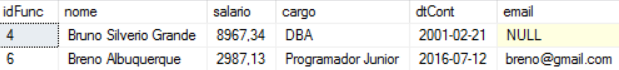 idFunc nome salario cargo dtCont email
4 Bruno Silverio Grande 8967,34 DBA 2001-02-21 NULL
6 Breno Albuquerque 2987,13 Programador Junior 2016-07-12 breno@gmail.com